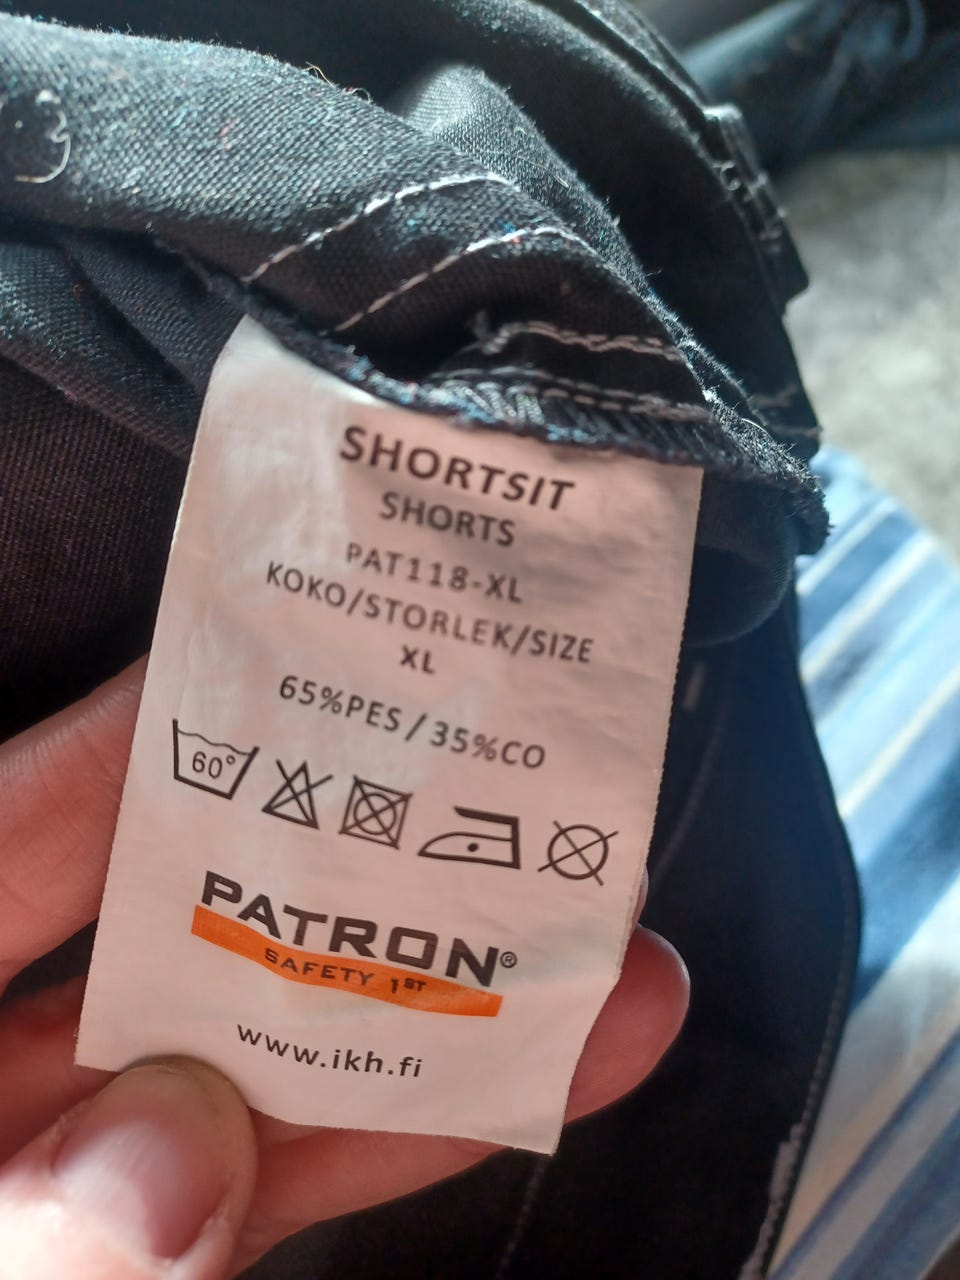 SHORTSIT
SHORTS
PAT118-XL
KOKO/STORLEK/SIZE
XL
65%PES/35%CO
60°
PATRON®
SAFETY 1ST
www.ikh.fi